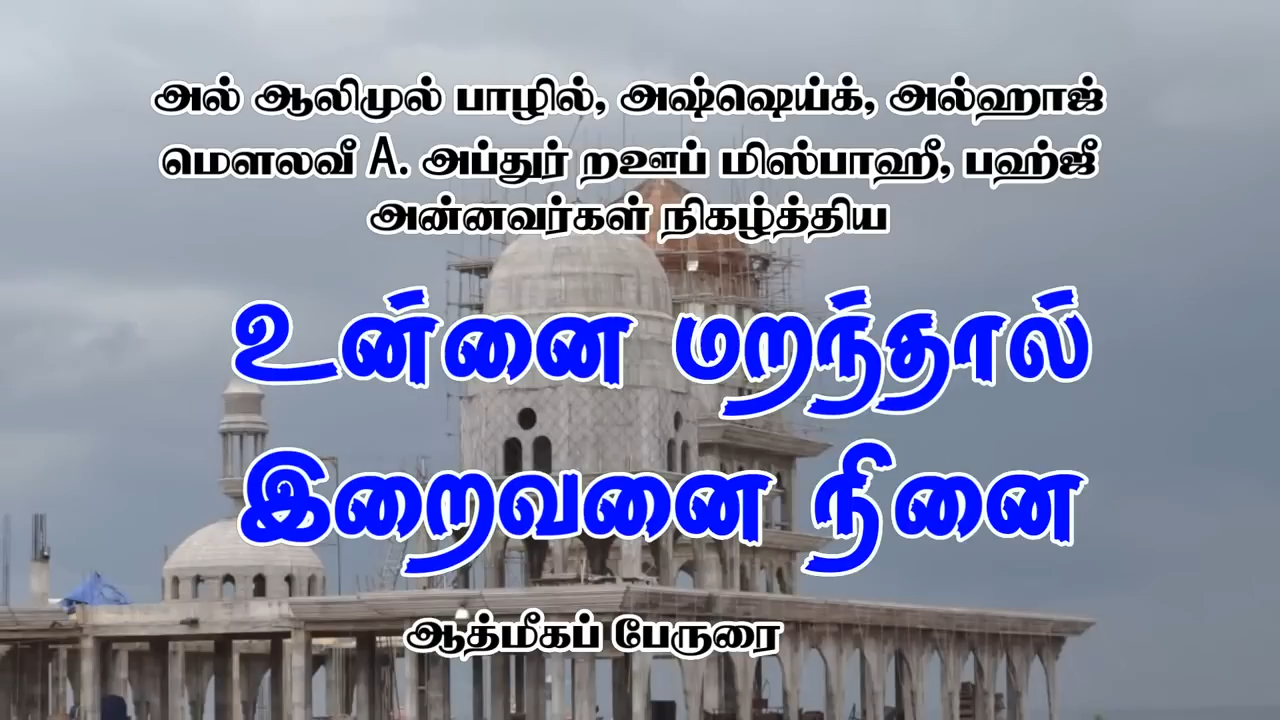 அல் ஆலிமுல் பாழில், அஷ்ஷெய்க், அல்ஹாஜ்
மௌலவீ A. அப்துர் றஊப் மிஸ்பாஹீ, பஹ்ஜீ
அன்னவர்கள் நிகழ்த்திய
உன்னை மறந்தால்
இறைவனை நினை
ஆத்மீகப் பேருரை